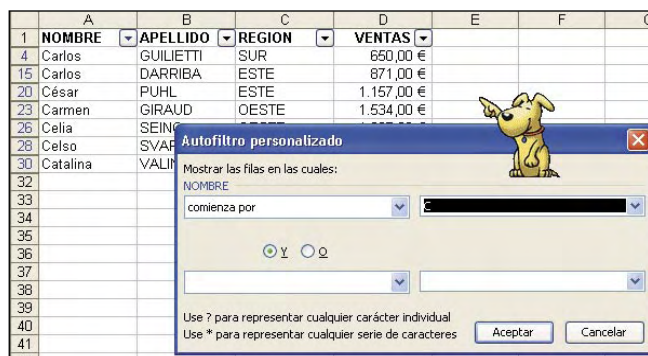 A B C D E F
1 NOMBRE APELLIDO REGION VENTAS
4 Carlos GUILIETTI SUR 650,00 €
15 Carlos DARRIBA ESTE 871,00 €
20 César PUHL ESTE 1.157,00 €
23 Carmen GIRAUD OESTE 1.534,00 €
26 Celia
28 Celso
30 Catalina
32
33
34
35
36
37
38
39
40
41
Autofiltro personalizado
Mostrar las filas en las cuales:
NOMBRE
comienza por C
Y O
Use ? para representar cualquier carácter individual
Use * para representar cualquier serie de caracteres
Aceptar Cancelar